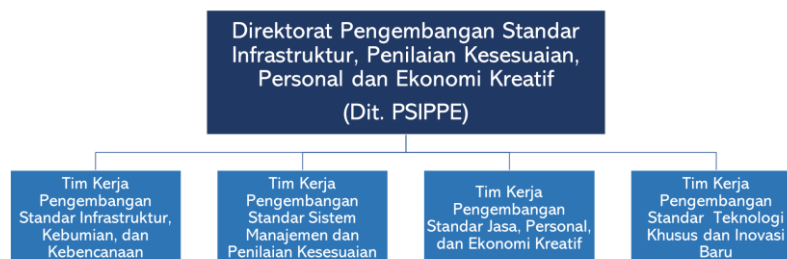 Direktorat Pengembangan Standar
Infrastruktur, Penilaian Kesesuaian,
Personal dan Ekonomi Kreatif
(Dit. PSIPPE)
Tim Kerja
Pengembangan
Standar Infrastruktur,
Kebumian, dan
Kebencanaan
Tim Kerja
Pengembangan
Standar Sistem
Manajemen dan
Penilaian Kesesuaian
Tim Kerja
Pengembangan
Standar Jasa, Personal,
dan Ekonomi Kreatif
Tim Kerja
Pengembangan
Standar Teknologi
Khusus dan Inovasi
Baru